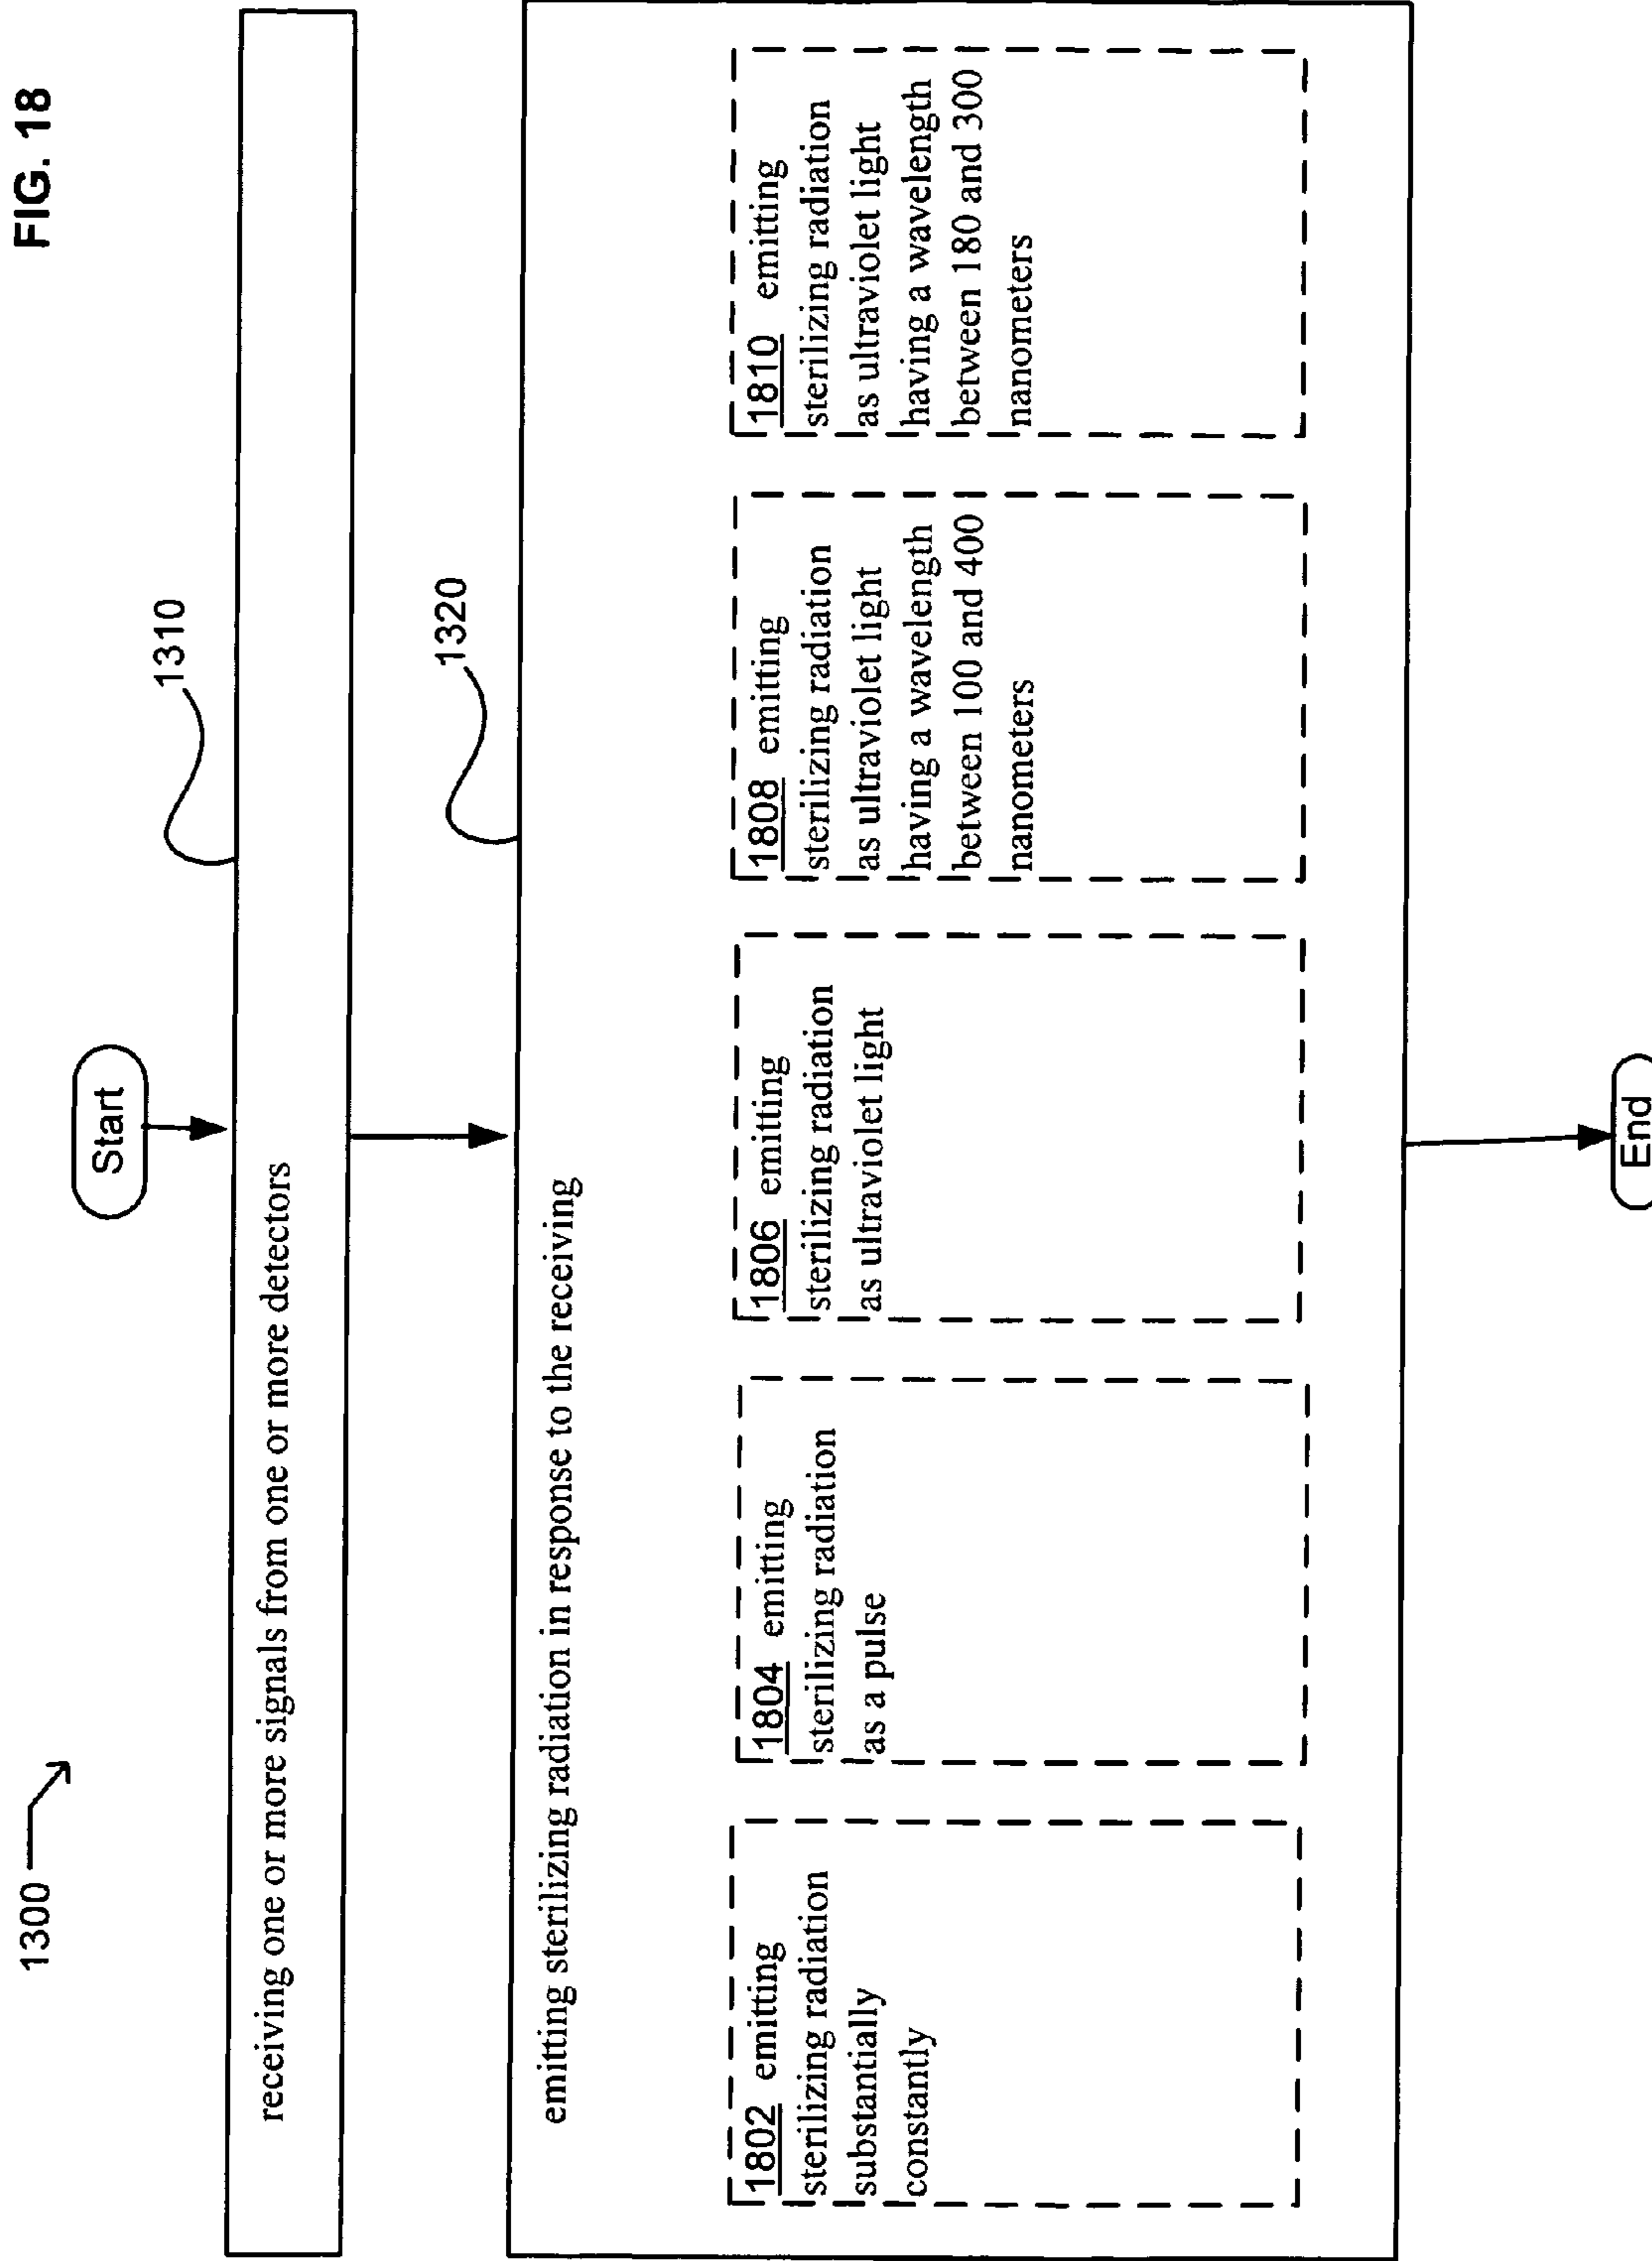 FIG. 18
1300
Start
1310
receiving one or more signals from one or more detectors
1320
emitting sterilizing radiation in response to the receiving
1802 emitting
sterilizing radiation
substantially
constantly
1804 emitting
sterilizing radiation
as a pulse
1806 emitting
sterilizing radiation
as ultraviolet light
1808 emitting
sterilizing radiation
as ultraviolet light
having a wavelength
between 100 and 400
nanometers
1810 emitting
sterilizing radiation
as ultraviolet light
having a wavelength
between 180 and 300
nanometers
End